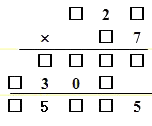 □ 2 □
× □ 7
□ □ □ □
□ 3 0 □
□ 5 □ □ 5